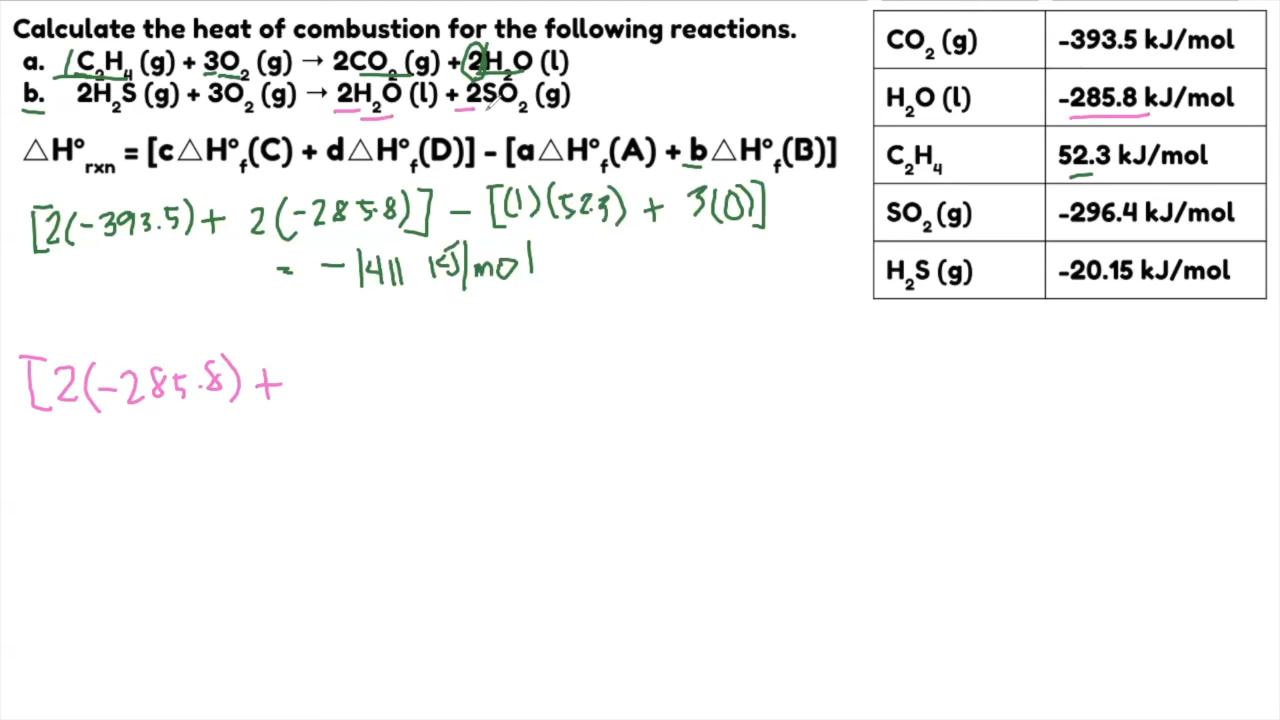 Calculate the heat of combustion for the following reactions.
a. 1C₂H₄ (g) + 3O₂ (g) → 2CO₂ (g) + 2H₂O (l)
b. 2H₂S (g) + 3O₂ (g) → 2H₂O (l) + 2SO₂ (g)
△H°rxn = [c△H°f(C) + d△H°f(D)] - [a△H°f(A) + b△H°f(B)]
[2(-393.5) + 2(-285.8)] - [(1)(52.3) + 3(0)]
= -1411 kJ/mol
[2(-285.8) +
CO₂ (g) -393.5 kJ/mol
H₂O (l) -285.8 kJ/mol
C₂H₄ 52.3 kJ/mol
SO₂ (g) -296.4 kJ/mol
H₂S (g) -20.15 kJ/mol